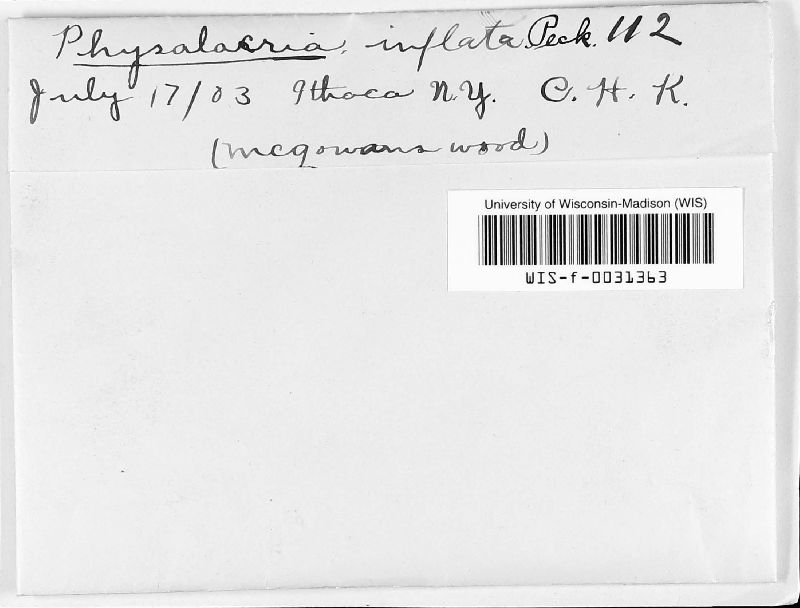 Physalacria inflata Peck. 112
July 17/03 Ithaca N.Y. C. H. K.
(mcgowans wood)
University of Wisconsin-Madison (WIS)
WIS-f-0031363